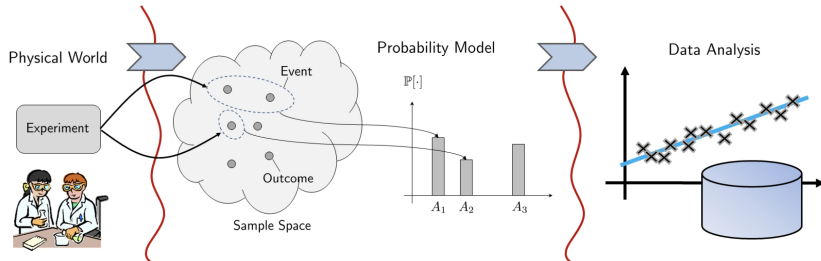 Physical World
Experiment
Event
Outcome
Sample Space
Probability Model
ℙ[·]
A₁ A₂ A₃
Data Analysis